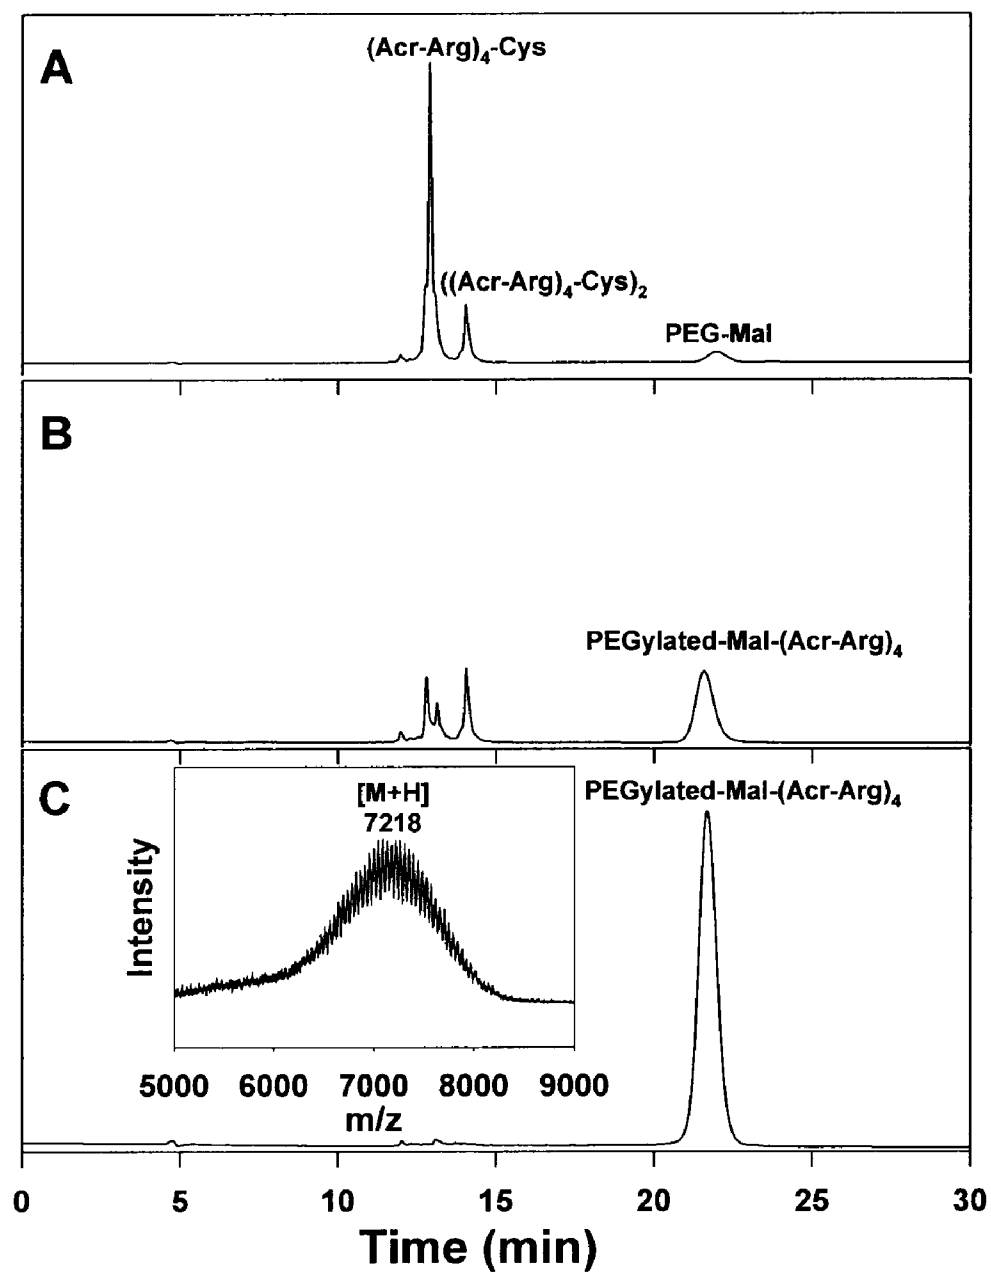 A
(Acr-Arg)4-Cys
((Acr-Arg)4-Cys)2
PEG-Mal
B
PEGylated-Mal-(Acr-Arg)4
C
[M+H]
7218
PEGylated-Mal-(Acr-Arg)4
Intensity
5000 6000 7000 8000 9000
m/z
0 5 10 15 20 25 30
Time (min)